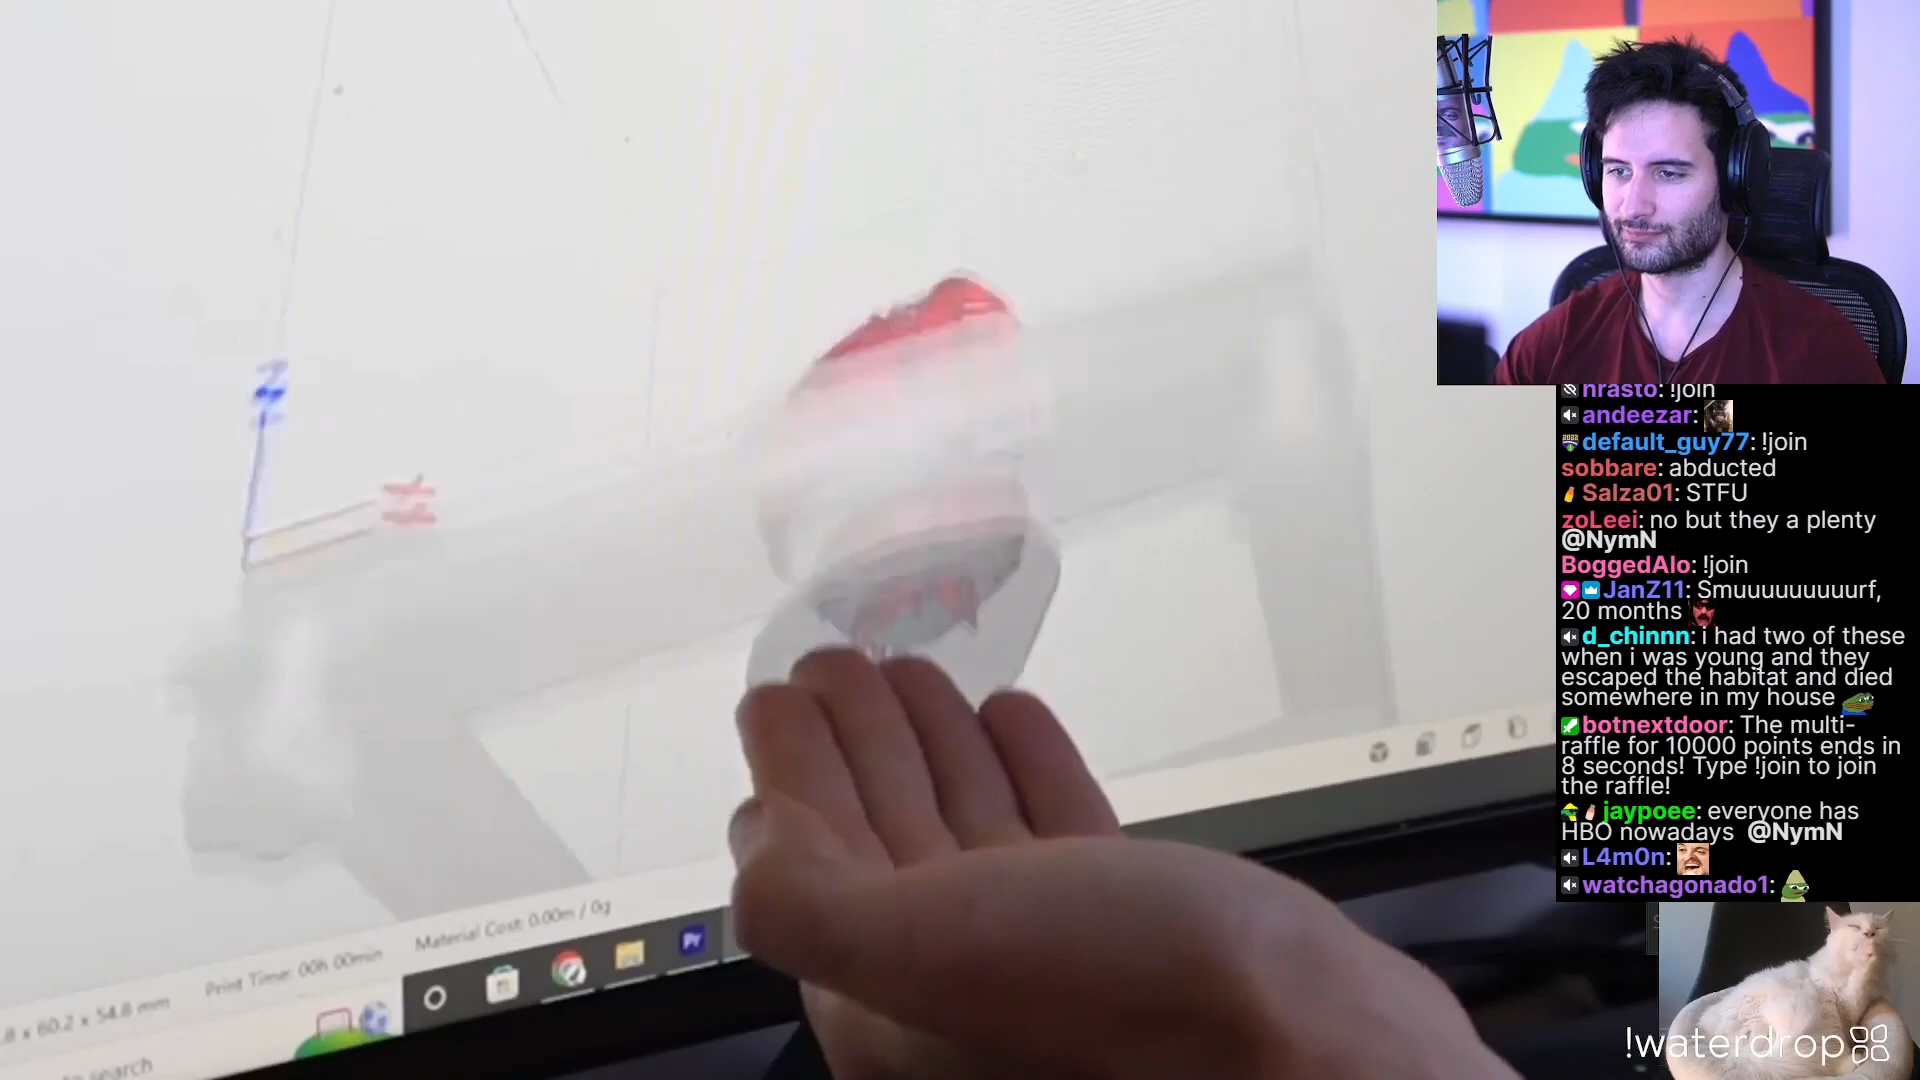 hrasto: !join
andeezar:
default_guy77: !join
sobbare: abducted
Salza01: STFU
zoLeei: no but they a plenty
@NymN
BoggedAlo: !join
JanZ11: Smuuuuuuuurf,
20 months
d_chinnn: i had two of these
when i was young and they
escaped the habitat and died
somewhere in my house
botnextdoor: The multi-
raffle for 10000 points ends in
8 seconds! Type !join to join
the raffle!
jaypoee: everyone has
HBO nowadays @NymN
L4m0n:
watchagonado1:
Material Cost: 0.00m / 0g
Print Time: 00h 00min
.8 x 60.2 x 54.8 mm
Pr
search
!waterdrop